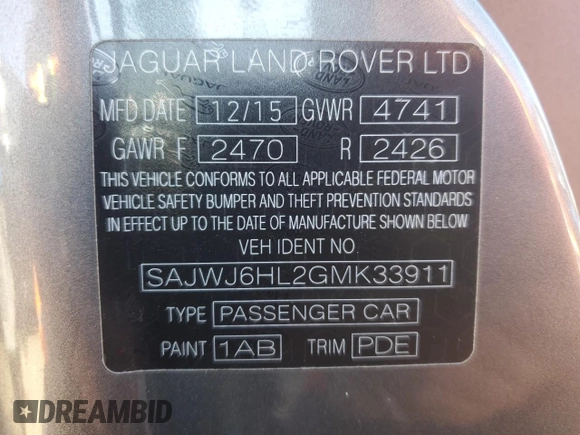 JAGUAR LAND ROVER LTD
MFD DATE 12/15 GVWR 4741
GAWR F 2470 R 2426
THIS VEHICLE CONFORMS TO ALL APPLICABLE FEDERAL MOTOR
VEHICLE SAFETY BUMPER AND THEFT PREVENTION STANDARDS
IN EFFECT UP TO THE DATE OF MANUFACTURE SHOWN BELOW
VEH IDENT NO.
SAJWJ6HL2GMK33911
TYPE PASSENGER CAR
PAINT 1AB TRIM PDE
DREAMBID